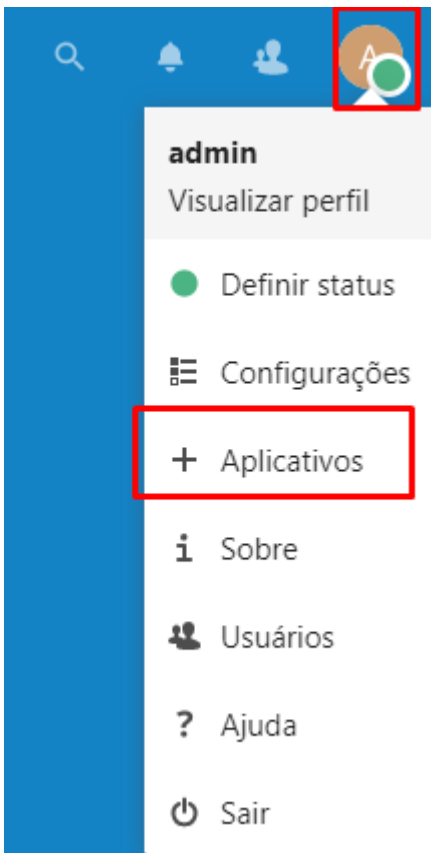 A
admin
Visualizar perfil
Definir status
Configurações
Aplicativos
Sobre
Usuários
Ajuda
Sair